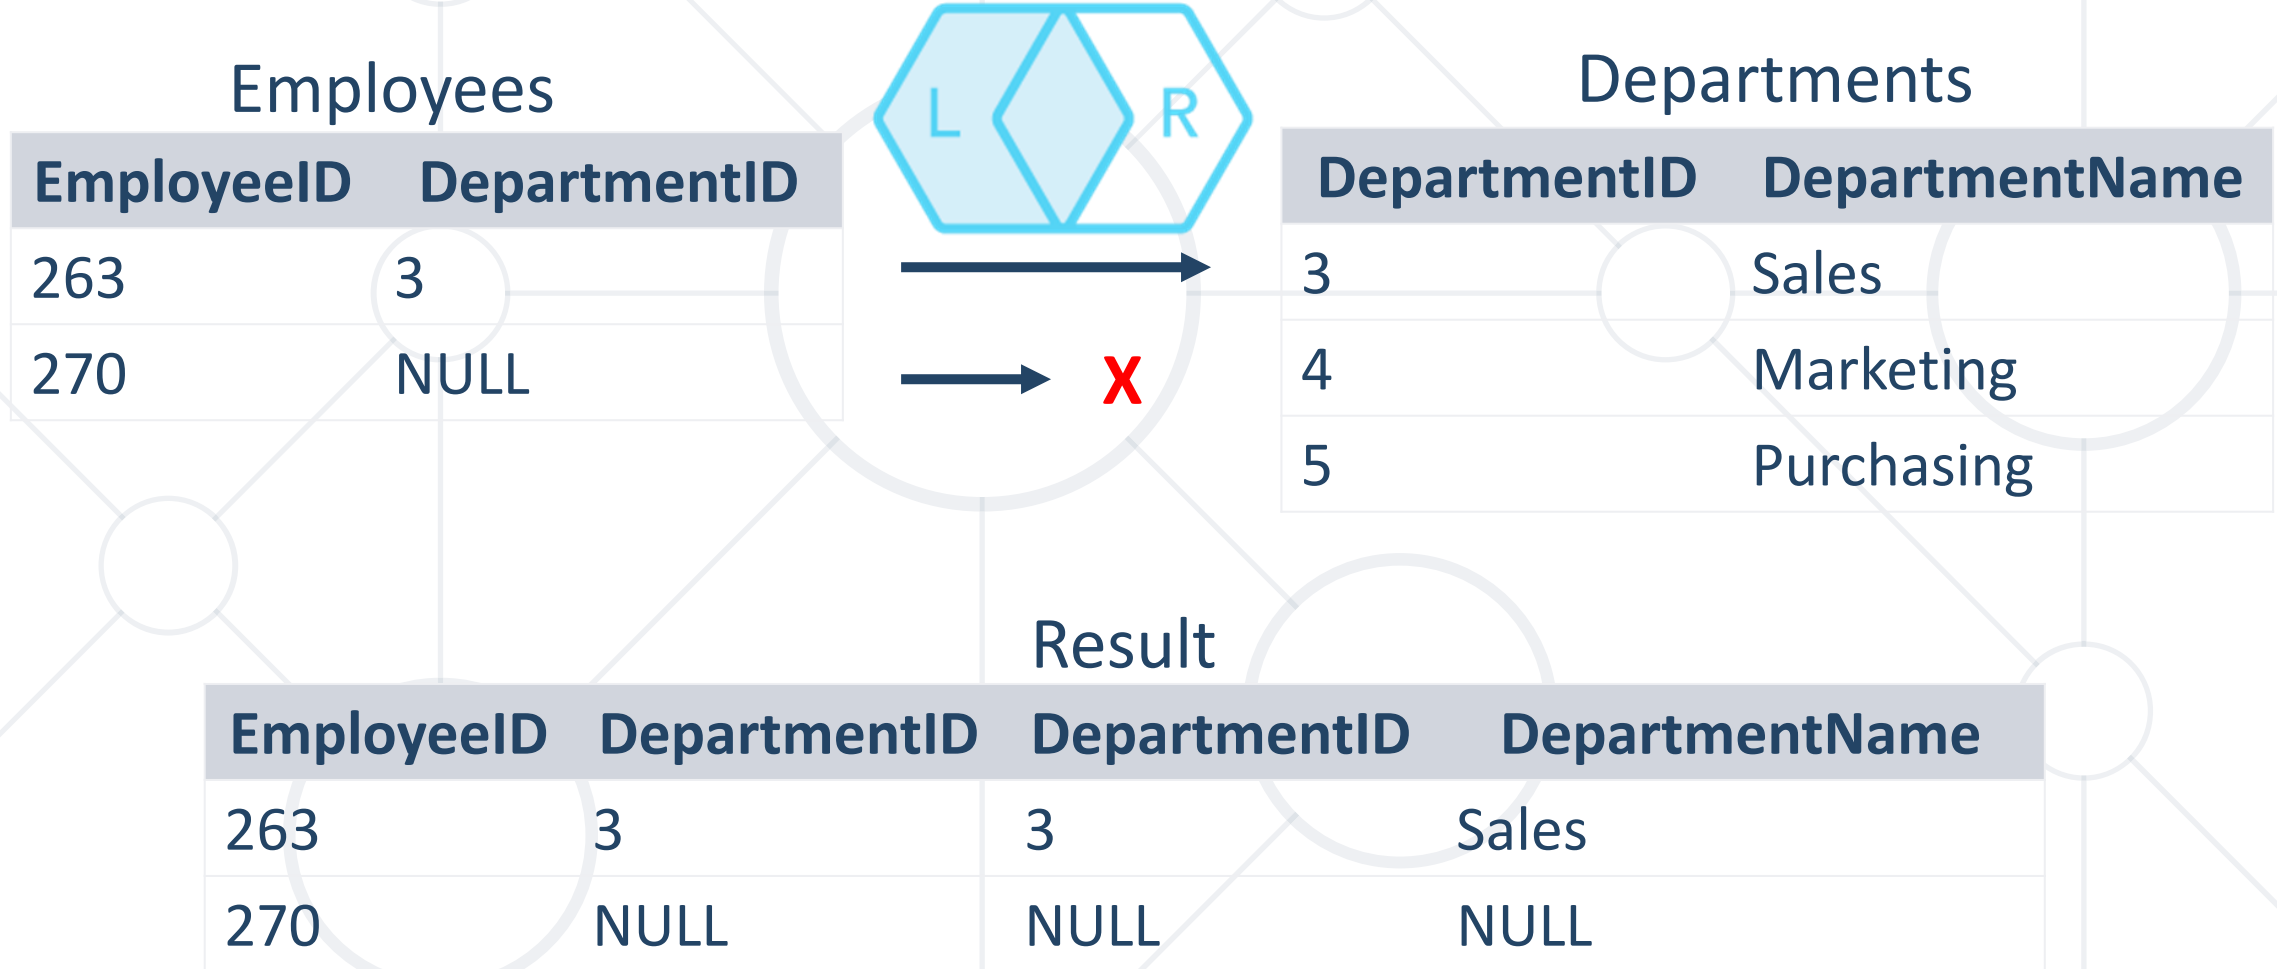 Employees
EmployeeID DepartmentID
263 3
270 NULL
L R
X
Departments
DepartmentID DepartmentName
3 Sales
4 Marketing
5 Purchasing
Result
EmployeeID DepartmentID DepartmentID DepartmentName
263 3 3 Sales
270 NULL NULL NULL